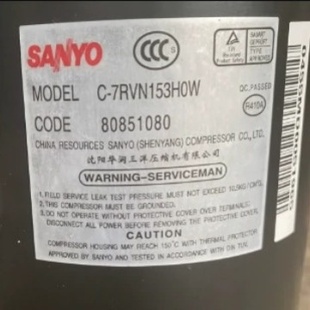 SANYO
CCC
MODEL C-7RVN153H0W
QC.PASSED
R410A
CODE 80851080
CHINA RESOURCES SANYO (SHENYANG) COMPRESSOR CO., LTD.
沈阳华润三洋压缩机有限公司
WARNING-SERVICEMAN
1. FIELD SERVICE LEAK TEST PRESSURE MUST NOT EXCEED
2. THIS COMPRESSOR MUST BE GROUNDED.
3. DO NOT OPERATE WITHOUT PROTECTIVE COVER OVER TERMINALS.
DISCONNECT ALL POWER BEFORE REMOVING THE PROTECTIVE COVER
CAUTION
COMPRESSOR HOUSING MAY REACH 150°C WITH THERMAL PROTECTOR
APPROVED BY SANYO AND TESTED IN ACCORDANCE WITH